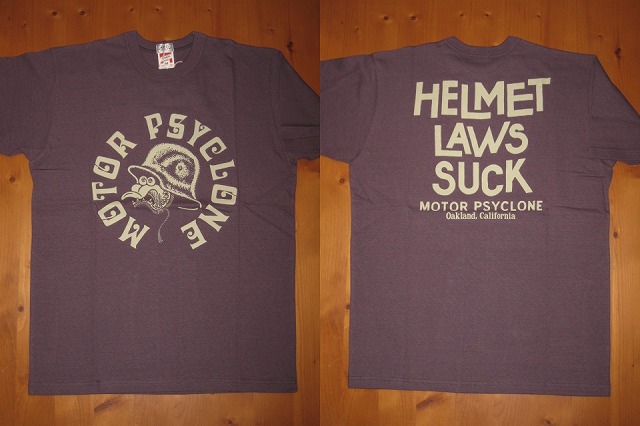 MOTOR PSYCLONE
HELMET
LAWS
SUCK
MOTOR PSYCLONE
Oakland, California